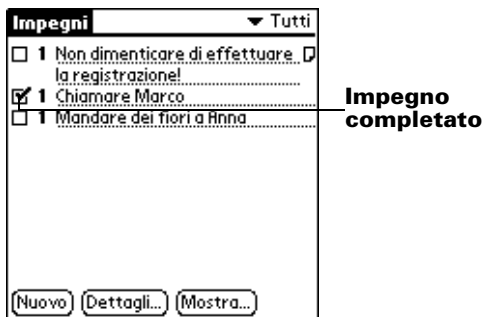 Impegni
Tutti
1 Non dimenticare di effettuare
la registrazione!
1 Chiamare Marco
1 Mandare dei fiori a Anna
Impegno
completato
Nuovo Dettagli... Mostra...